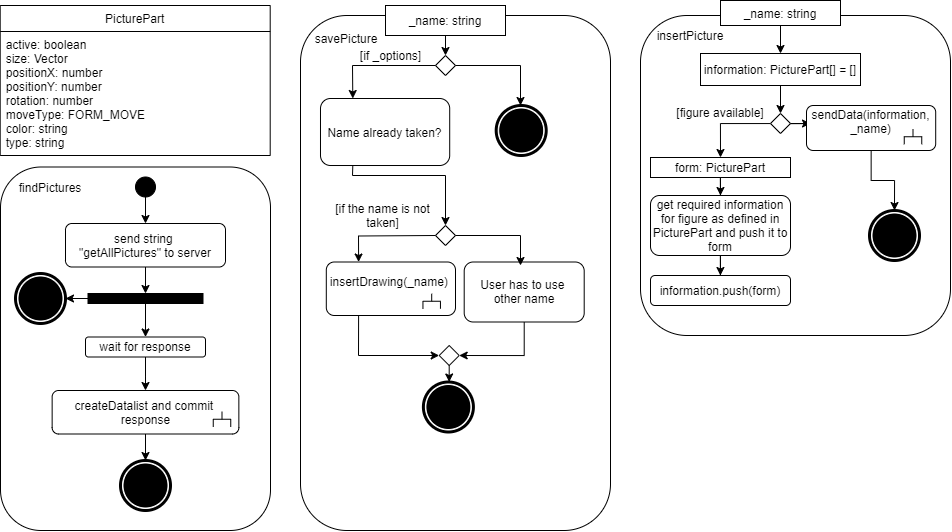 PicturePart
active: boolean
size: Vector
positionX: number
positionY: number
rotation: number
moveType: FORM_MOVE
color: string
type: string
findPictures
send string
"getAllPictures" to server
wait for response
createDatalist and commit
response
_name: string
savePicture
[if _options]
Name already taken?
[if the name is not
taken]
insertDrawing(_name)
User has to use
other name
_name: string
insertPicture
information: PicturePart[] = []
[figure available]
sendData(information,
_name)
form: PicturePart
get required information
for figure as defined in
PicturePart and push it to
form
information.push(form)